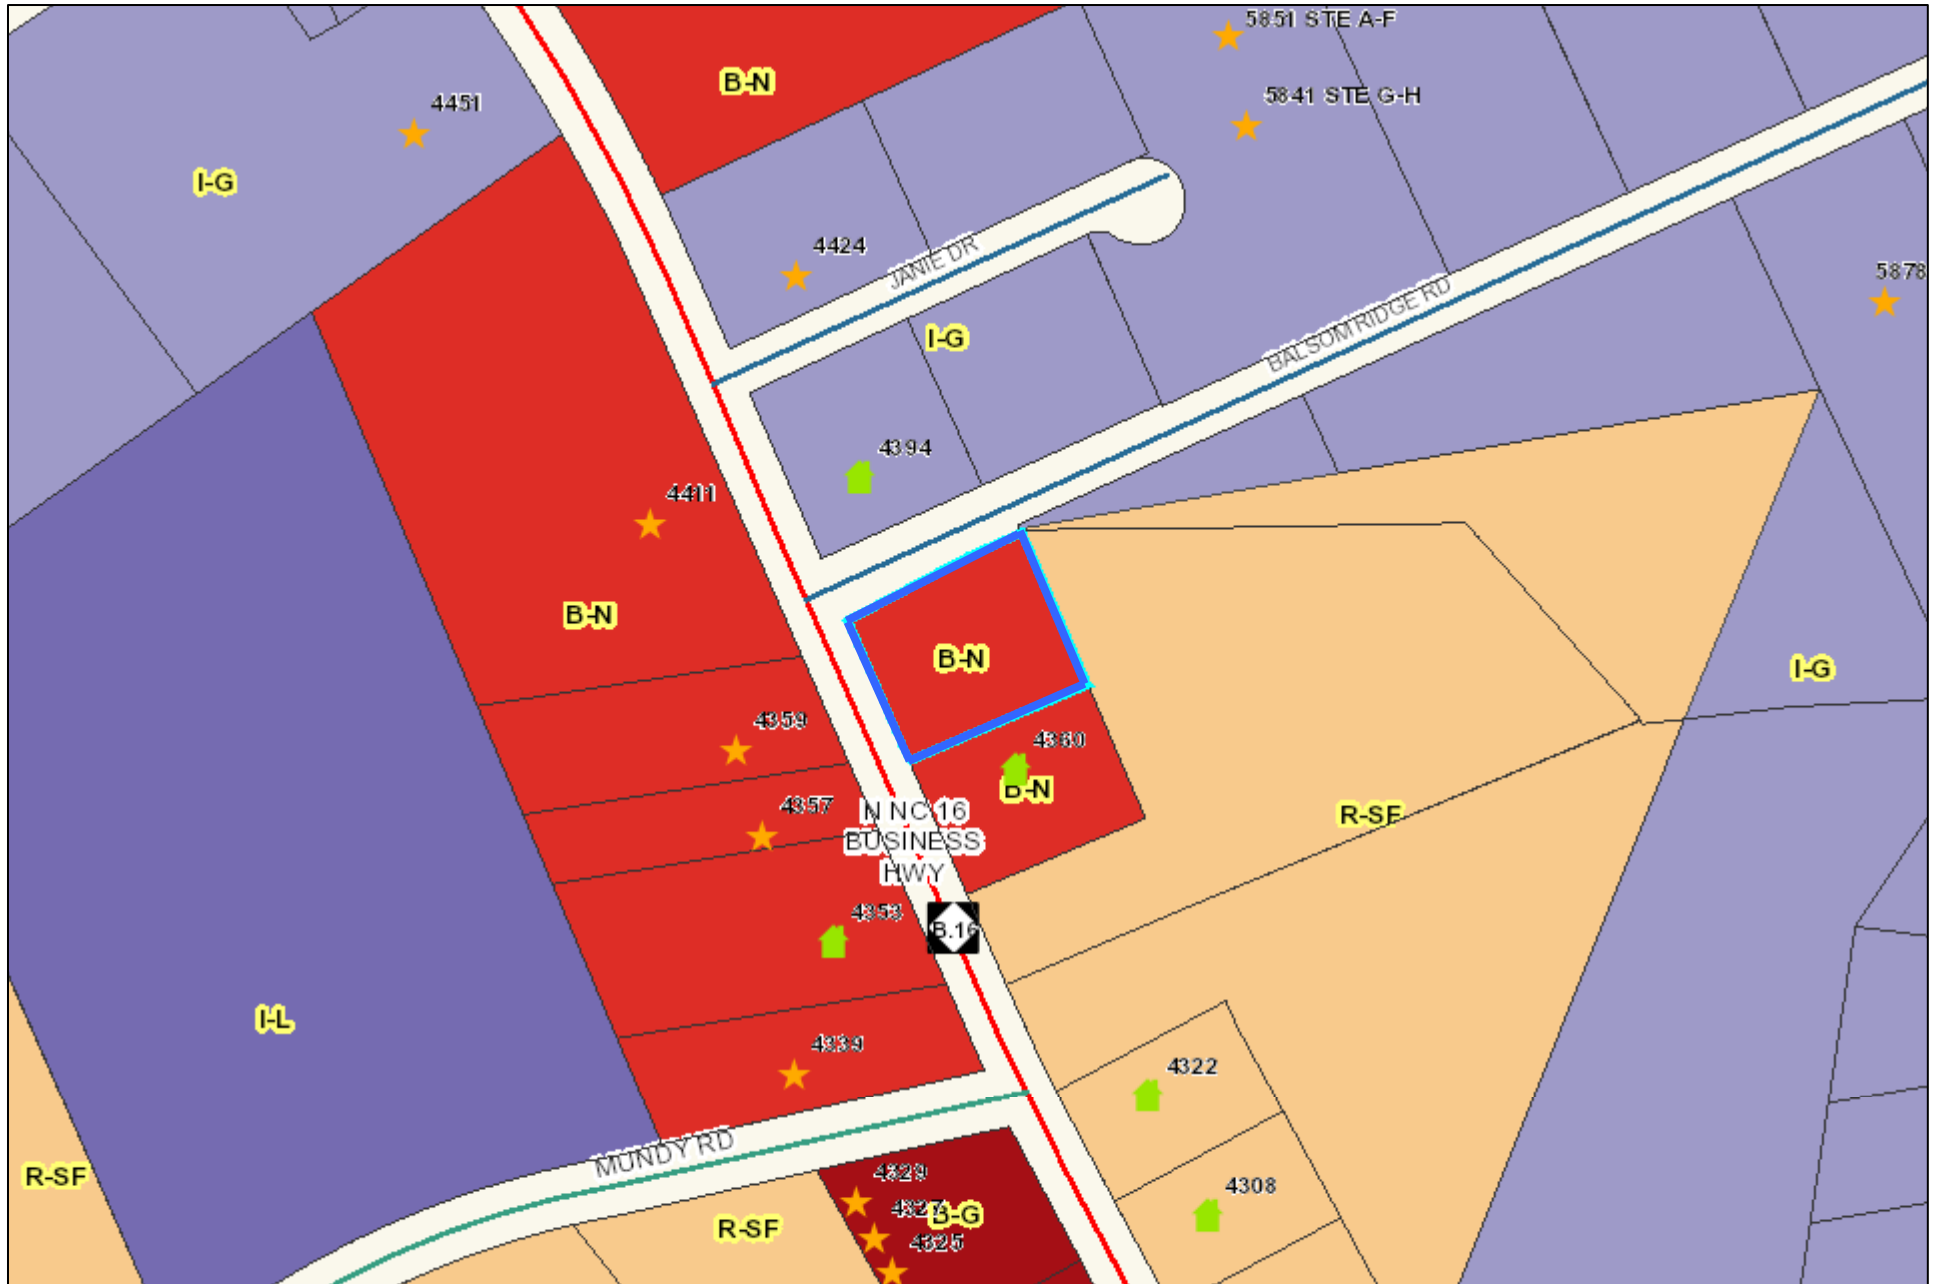 5851 STE A-F
B-N
5841 STE G-H
4451
I-G
4424
JANIE DR
5878
BALSOM RIDGE RD
I-G
4394
4411
B-N
B-N
I-G
4359
4360
B-N
4357
N NC 16
BUSINESS
HWY
R-SF
4353
B.16
I-L
4339
4322
MUNDY RD
R-SF
4329
4308
4327
B-G
R-SF
4325